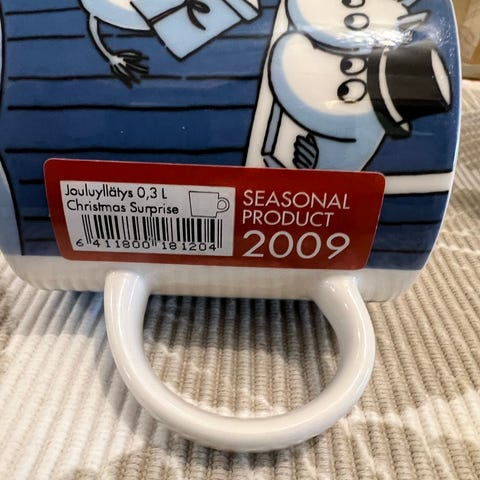 Jouluyllätys 0,3 L
Christmas Surprise
6 411800 181204
SEASONAL
PRODUCT
2009